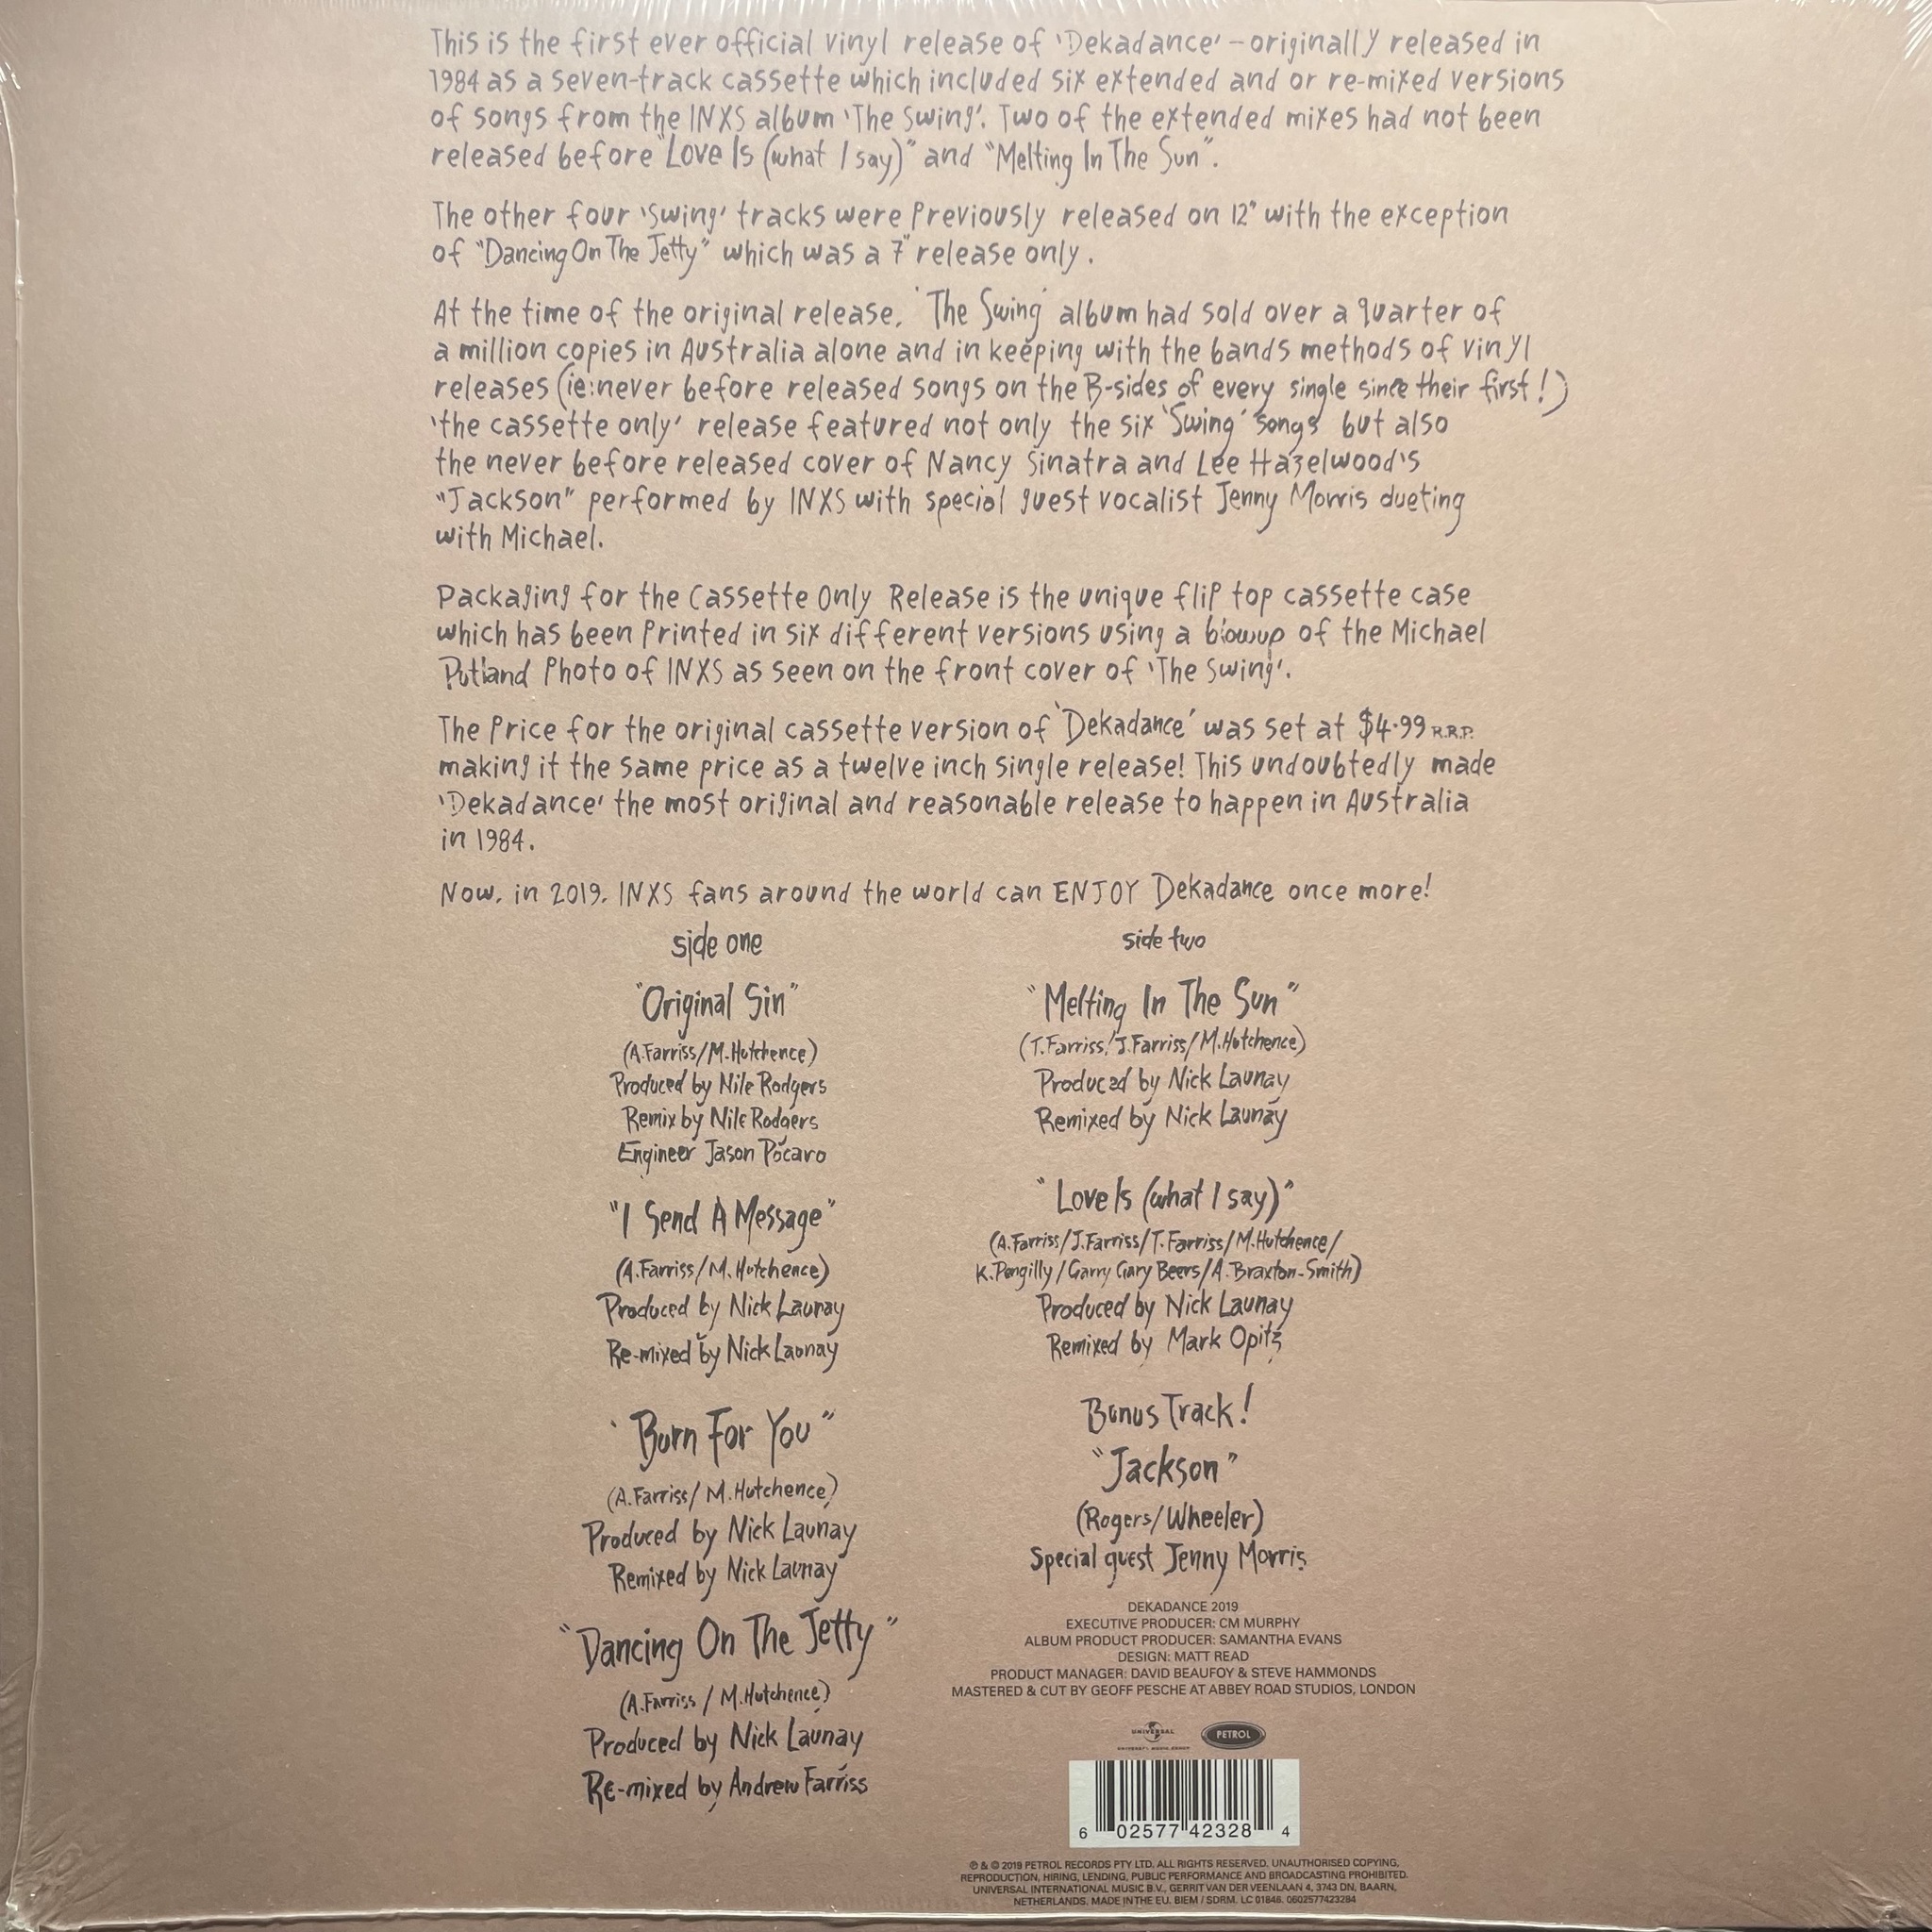 This is the first ever official vinyl release of 'Dekadance' – originally released in
1984 as a seven-track cassette which included six extended and or re-mixed versions
of songs from the INXS album 'The Swing'. Two of the extended mixes had not been
released before "Love Is (what I say)" and "Melting In The Sun".
The other four 'Swing' tracks were previously released on 12" with the exception
of "Dancing On The Jetty" which was a 7" release only.
At the time of the original release, 'The Swing' album had sold over a quarter of
a million copies in Australia alone and in keeping with the bands methods of vinyl
releases (ie: never before released songs on the B-sides of every single since their first!)
'the cassette only' release featured not only the six 'Swing' songs but also
the never before released cover of Nancy Sinatra and Lee Hazelwood's
"Jackson" performed by INXS with special guest vocalist Jenny Morris dueting
with Michael.
Packaging for the Cassette Only Release is the unique flip top cassette case
which has been printed in six different versions using a blowup of the Michael
Putland Photo of INXS as seen on the front cover of 'The Swing'.
The Price for the original cassette version of 'Dekadance' was set at $4.99 R.R.P.
making it the same price as a twelve inch single release! This undoubtedly made
'Dekadance' the most original and reasonable release to happen in Australia
in 1984.
Now, in 2019, INXS fans around the world can ENJOY Dekadance once more!
side one
"Original Sin"
(A.Farriss/M.Hutchence)
Produced by Nile Rodgers
Remix by Nile Rodgers
Engineer Jason Pocaro
"I Send A Message"
(A.Farriss/M.Hutchence)
Produced by Nick Launay
Re-mixed by Nick Launay
'Burn For You"
(A.Farriss/M.Hutchence)
Produced by Nick Launay
Remixed by Nick Launay
"Dancing On The Jetty"
(A.Farriss / M.Hutchence)
Produced by Nick Launay
Re-mixed by Andrew Farriss
side two
"Melting In The Sun"
(T.Farriss/J.Farriss/M.Hutchence)
Produced by Nick Launay
Remixed by Nick Launay
"Love Is (what I say)"
(A.Farriss/J.Farriss/T.Farriss/M.Hutchence/
K.Pengilly/Garry Gary Beers/A.Braxton-Smith)
Produced by Nick Launay
Remixed by Mark Opitz
Bonus Track!
"Jackson"
(Rogers/Wheeler)
Special guest Jenny Morris
DEKADANCE 2019
EXECUTIVE PRODUCER: CM MURPHY
ALBUM PRODUCT PRODUCER: SAMANTHA EVANS
DESIGN: MATT READ
PRODUCT MANAGER: DAVID BEAUFOY & STEVE HAMMONDS
MASTERED & CUT BY GEOFF PESCHE AT ABBEY ROAD STUDIOS, LONDON
UNIVERSAL PETROL
UNIVERSAL MUSIC GROUP
6 02577 42328 4
℗ & © 2019 PETROL RECORDS PTY LTD. ALL RIGHTS RESERVED. UNAUTHORISED COPYING,
REPRODUCTION, HIRING, LENDING, PUBLIC PERFORMANCE AND BROADCASTING PROHIBITED.
UNIVERSAL INTERNATIONAL MUSIC B.V., GERRIT VAN DER VEENLAAN 4, 3743 DN, BAARN,
NETHERLANDS. MADE IN THE EU. BIEM / SDRM. LC 01846. 0602577423284